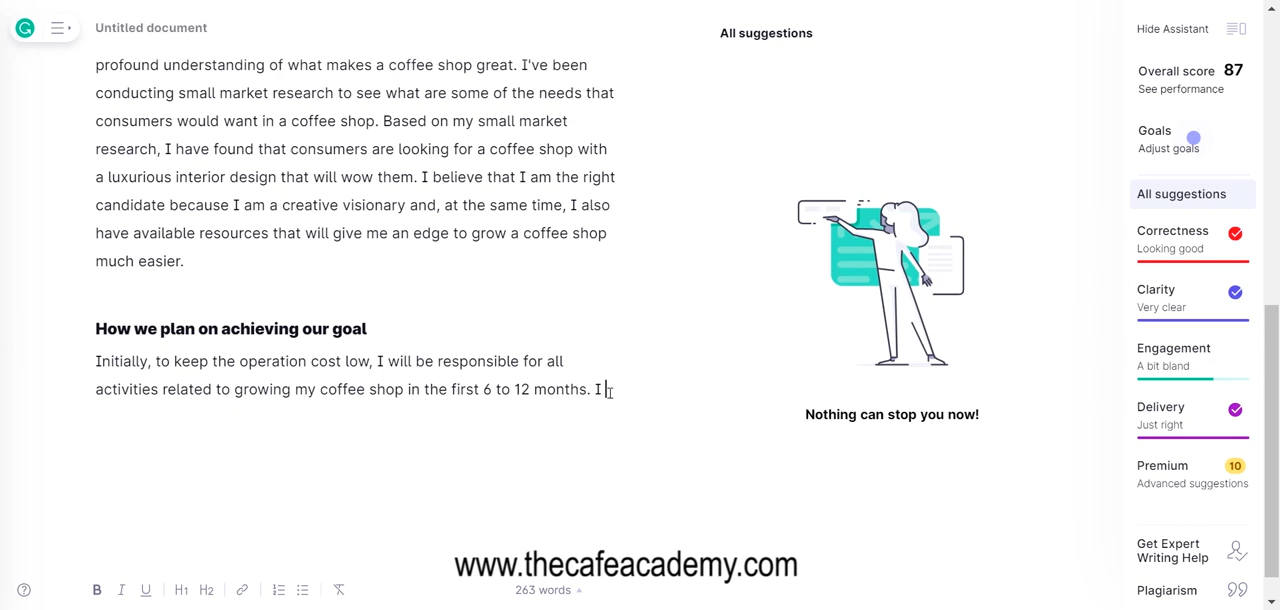 Untitled document
profound understanding of what makes a coffee shop great. I've been
conducting small market research to see what are some of the needs that
consumers would want in a coffee shop. Based on my small market
research, I have found that consumers are looking for a coffee shop with
a luxurious interior design that will wow them. I believe that I am the right
candidate because I am a creative visionary and, at the same time, I also
have available resources that will give me an edge to grow a coffee shop
much easier.
How we plan on achieving our goal
Initially, to keep the operation cost low, I will be responsible for all
activities related to growing my coffee shop in the first 6 to 12 months. I
All suggestions
Nothing can stop you now!
Hide Assistant
Overall score 87
See performance
Goals
Adjust goals
All suggestions
Correctness
Looking good
Clarity
Very clear
Engagement
A bit bland
Delivery
Just right
Premium 10
Advanced suggestions
Get Expert
Writing Help
Plagiarism
www.thecafeacademy.com
B I U H1 H2
263 words